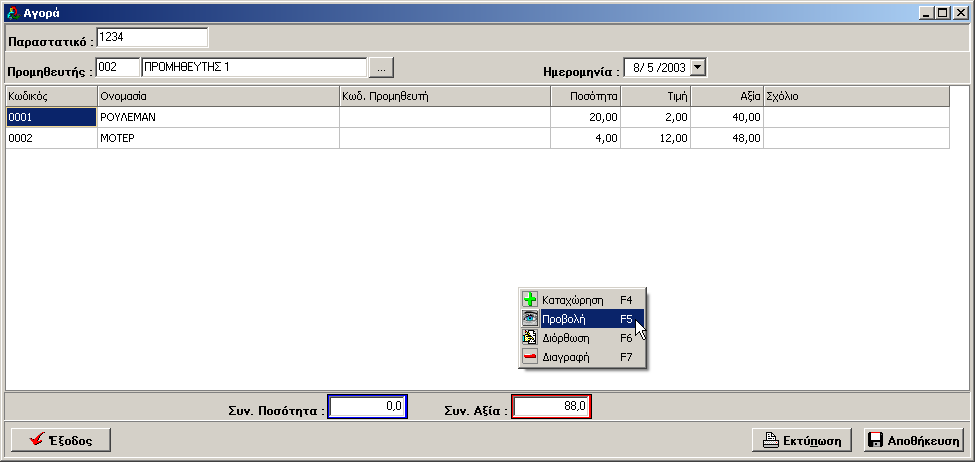 Αγορά
Παραστατικό : 1234
Προμηθευτής : 002 ΠΡΟΜΗΘΕΥΤΗΣ 1 ... Ημερομηνία : 8/ 5 /2003
Κωδικός Ονομασία Κωδ. Προμηθευτή Ποσότητα Τιμή Αξία Σχόλιο
0001 ΡΟΥΛΕΜΑΝ 20,00 2,00 40,00
0002 ΜΟΤΕΡ 4,00 12,00 48,00
Καταχώρηση F4
Προβολή F5
Διόρθωση F6
Διαγραφή F7
Συν. Ποσότητα : 0,0 Συν. Αξία : 88,0
Έξοδος Εκτύπωση Αποθήκευση